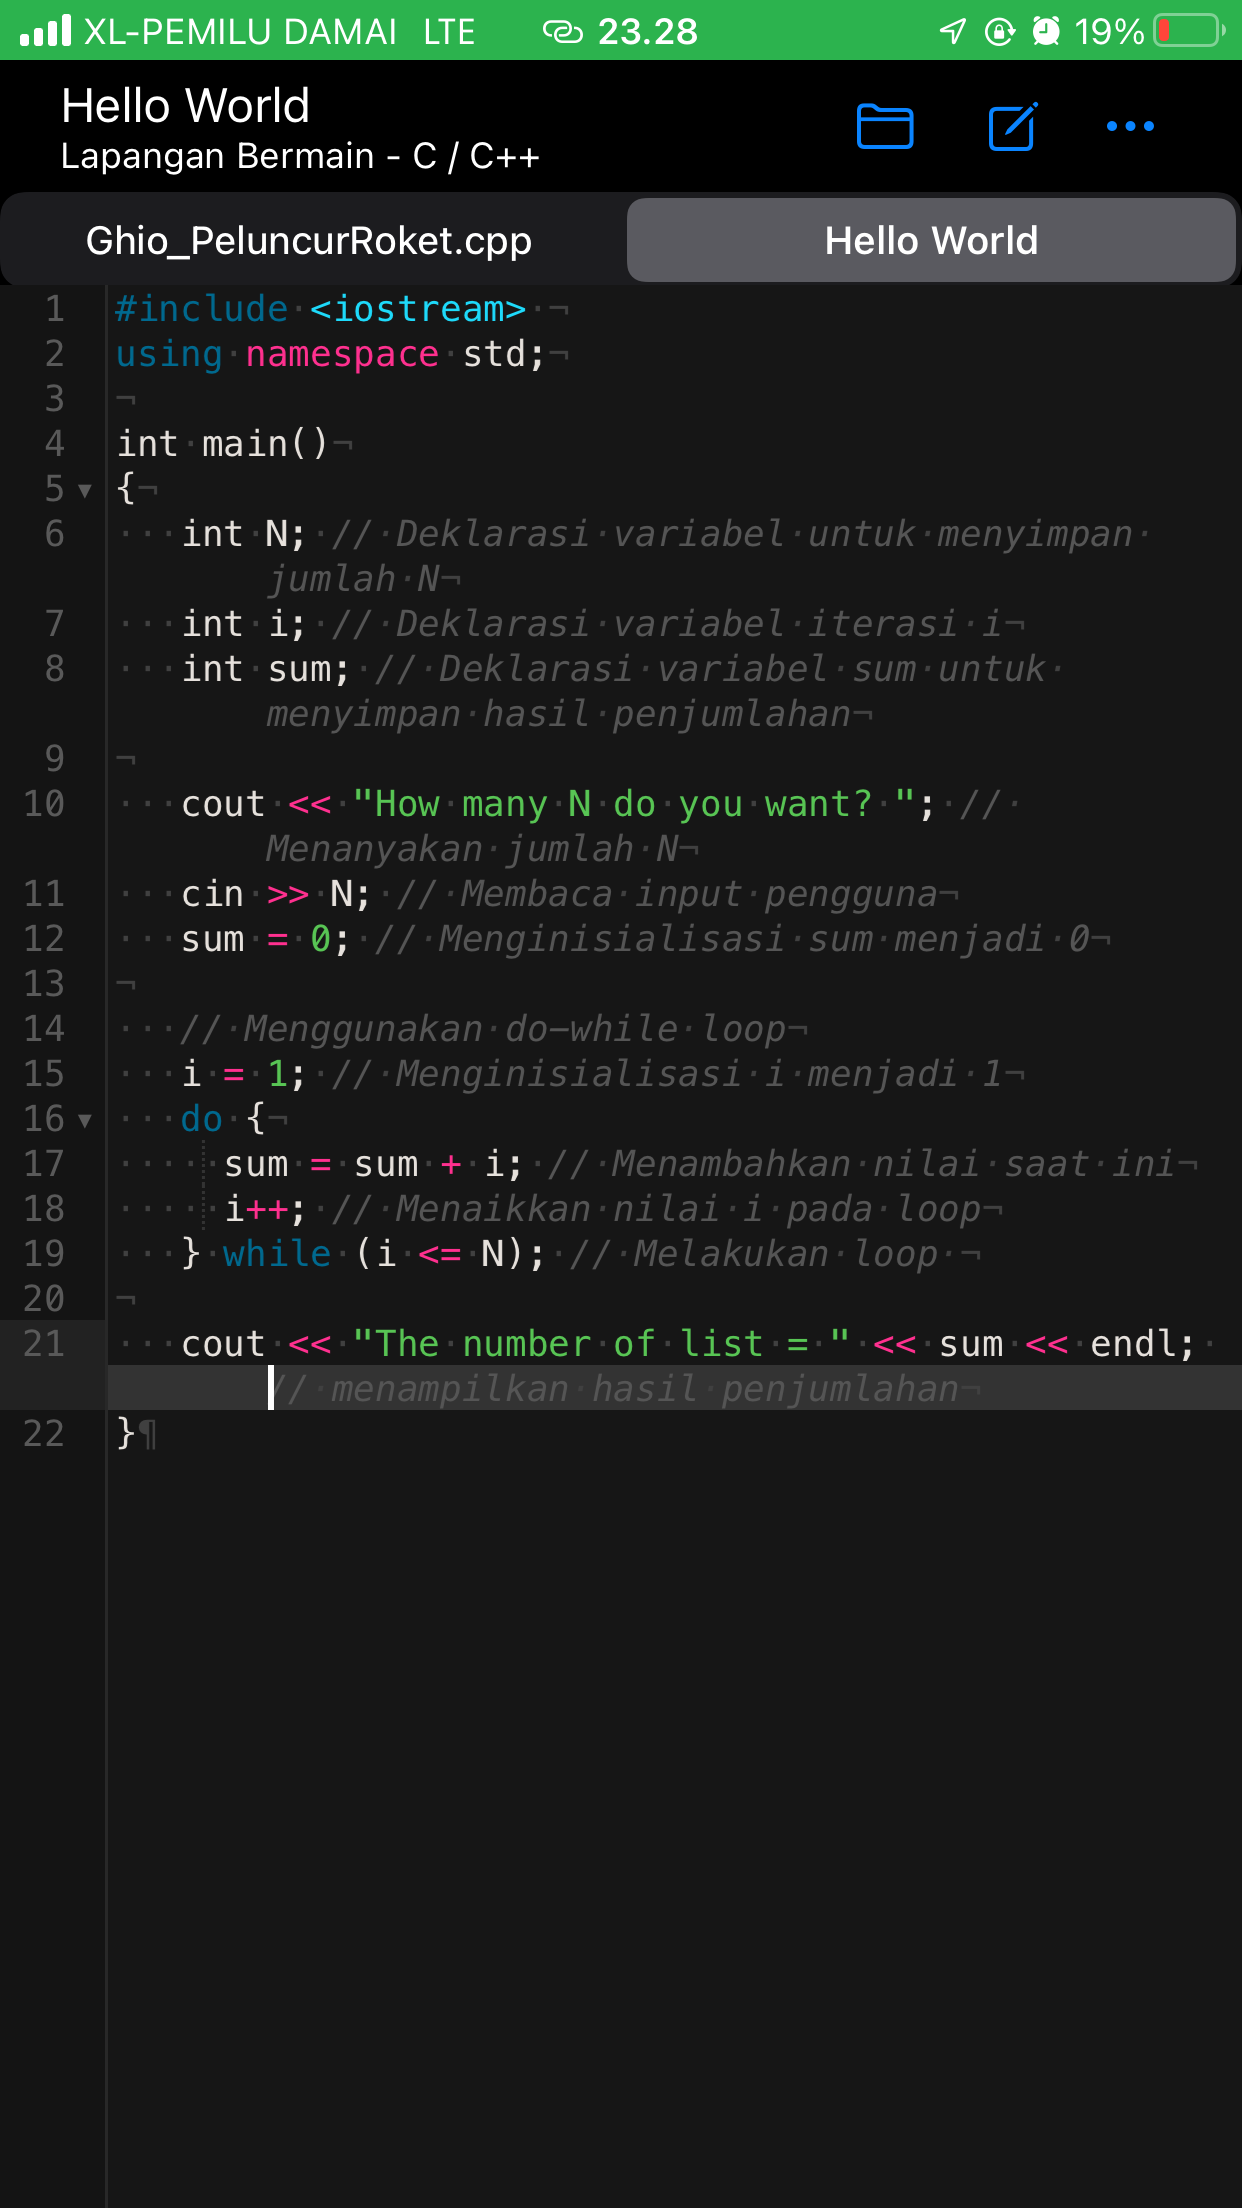 XL-PEMILU DAMAI LTE 23.28 19%
Hello World
Lapangan Bermain - C / C++
Ghio_PeluncurRoket.cpp Hello World
1 #include <iostream>
2 using namespace std;
3
4 int main()
5 {
6 int N; // Deklarasi variabel untuk menyimpan
jumlah N
7 int i; // Deklarasi variabel iterasi i
8 int sum; // Deklarasi variabel sum untuk
menyimpan hasil penjumlahan
9
10 cout << "How many N do you want? "; //
Menanyakan jumlah N
11 cin >> N; // Membaca input pengguna
12 sum = 0; // Menginisialisasi sum menjadi 0
13
14 // Menggunakan do-while loop
15 i = 1; // Menginisialisasi i menjadi 1
16 do {
17 sum = sum + i; // Menambahkan nilai saat ini
18 i++; // Menaikkan nilai i pada loop
19 } while (i <= N); // Melakukan loop
20
21 cout << "The number of list = " << sum << endl;
// menampilkan hasil penjumlahan
22 }